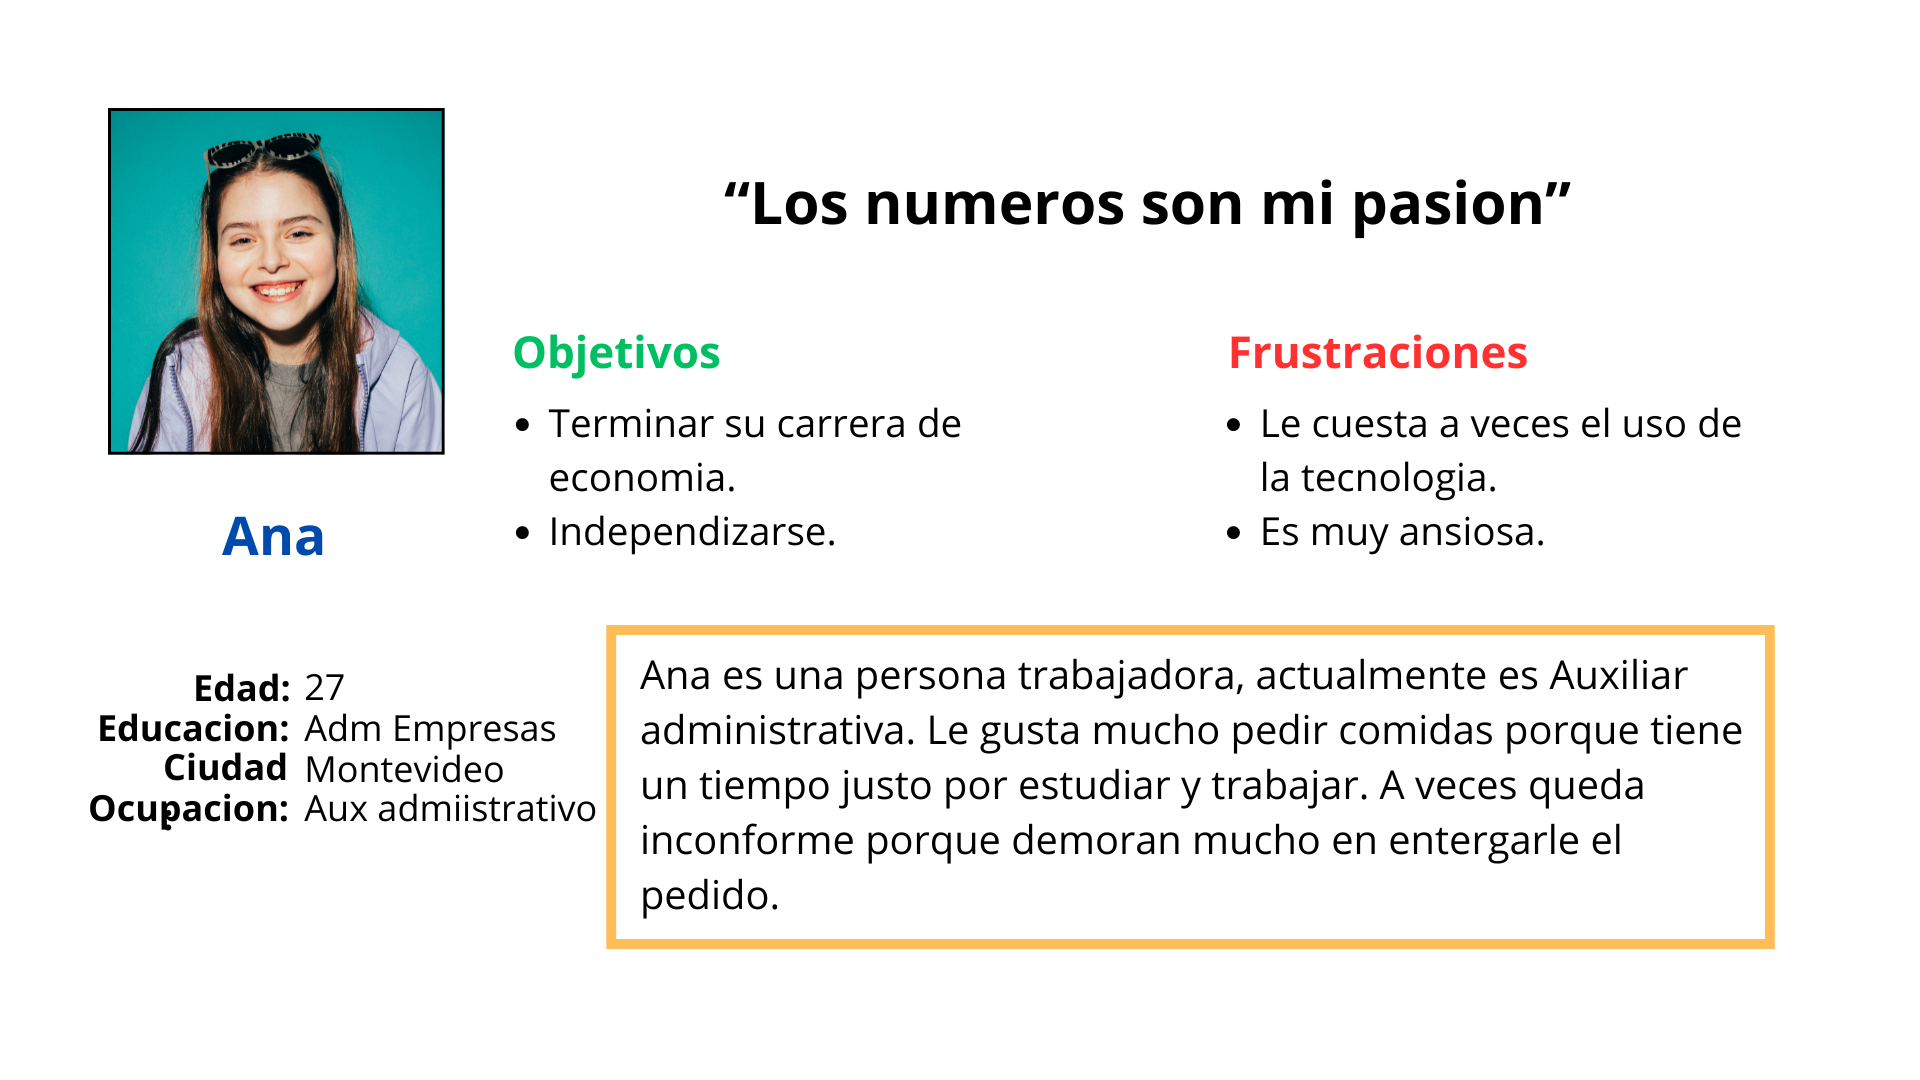 “Los numeros son mi pasion”
Objetivos
Terminar su carrera de
economia.
Independizarse.
Frustraciones
Le cuesta a veces el uso de
la tecnologia.
Es muy ansiosa.
Ana
Edad: 27
Educacion: Adm Empresas
Ciudad : Montevideo
Ocupacion: Aux admiistrativo
Ana es una persona trabajadora, actualmente es Auxiliar
administrativa. Le gusta mucho pedir comidas porque tiene
un tiempo justo por estudiar y trabajar. A veces queda
inconforme porque demoran mucho en entergarle el
pedido.